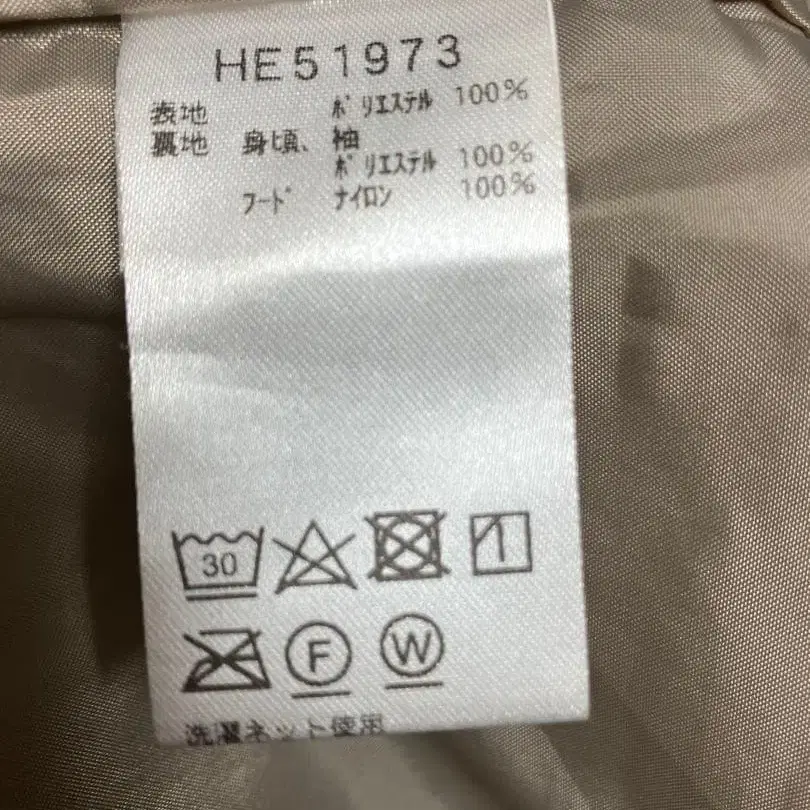 HE51973
表地 ポリエステル 100%
裏地 身頃、袖
ポリエステル 100%
フード ナイロン 100%
30
F W
洗濯ネット使用